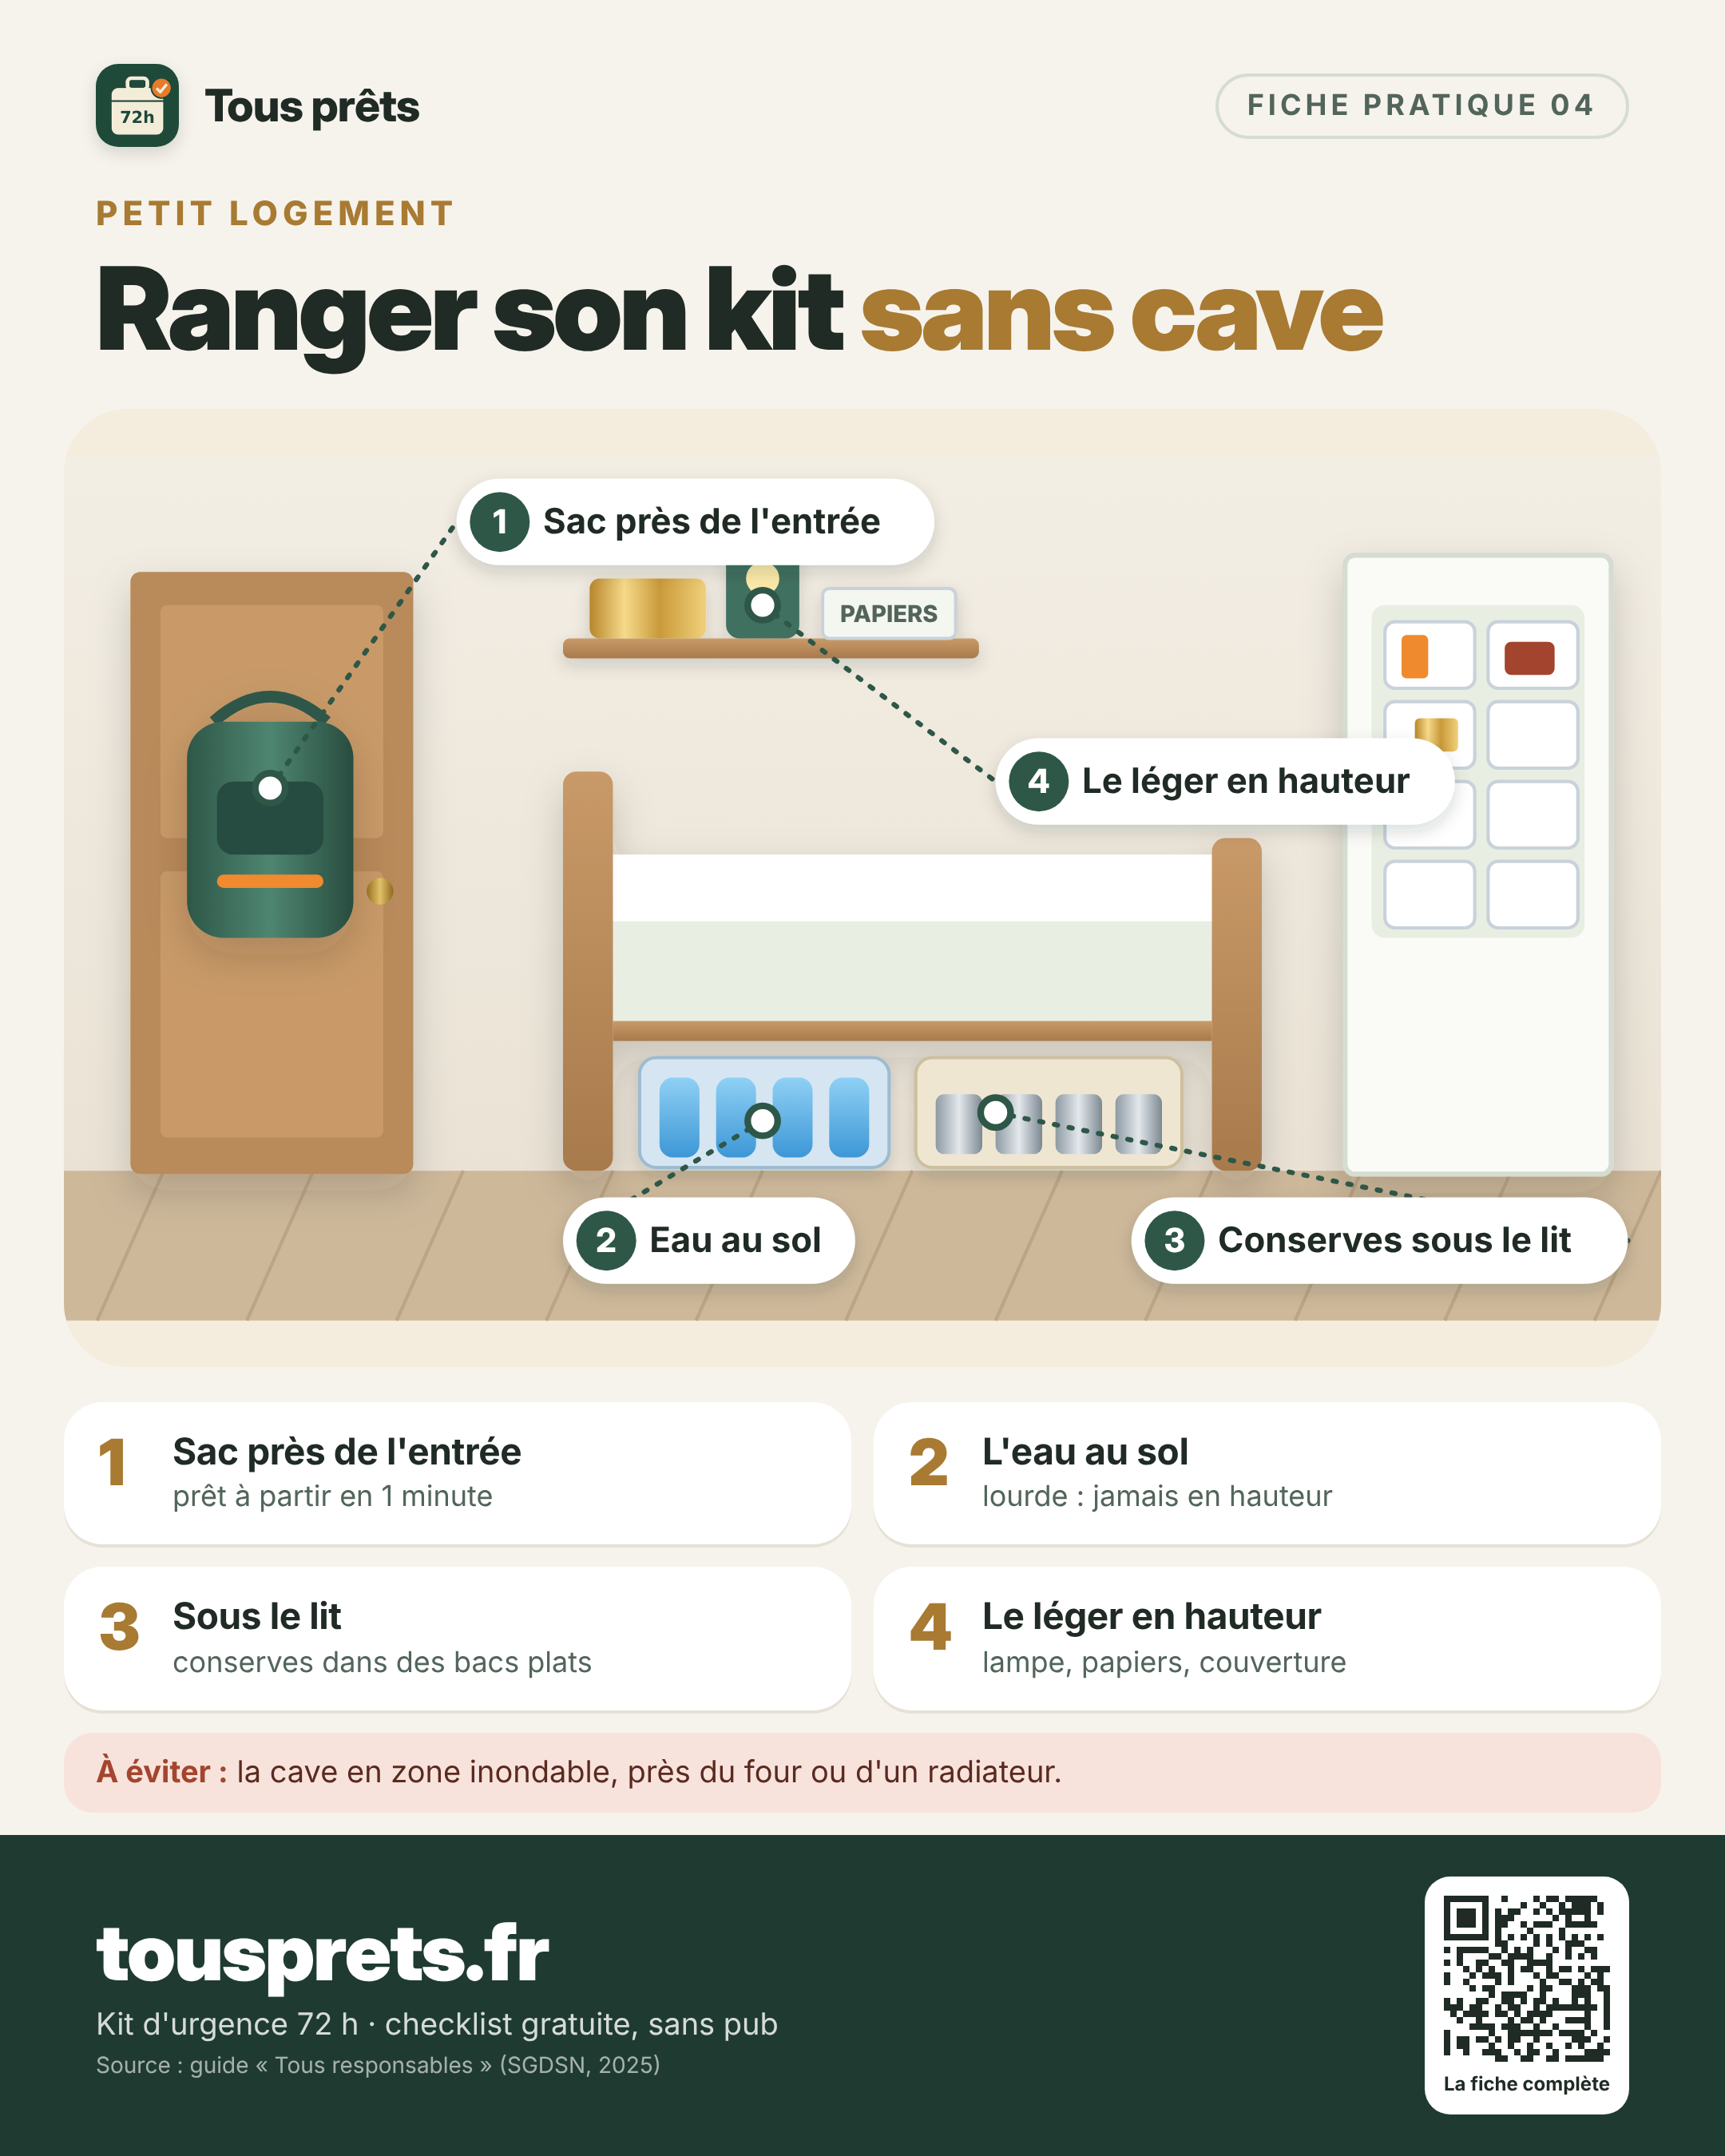 72h
Tous prêts
FICHE PRATIQUE 04
PETIT LOGEMENT
Ranger son kit sans cave
1 Sac près de l'entrée
PAPIERS
4 Le léger en hauteur
2 Eau au sol
3 Conserves sous le lit
1 Sac près de l'entrée
prêt à partir en 1 minute
2 L'eau au sol
lourde : jamais en hauteur
3 Sous le lit
conserves dans des bacs plats
4 Le léger en hauteur
lampe, papiers, couverture
À éviter : la cave en zone inondable, près du four ou d'un radiateur.
tousprets.fr
Kit d'urgence 72 h · checklist gratuite, sans pub
Source : guide « Tous responsables » (SGDSN, 2025)
La fiche complète